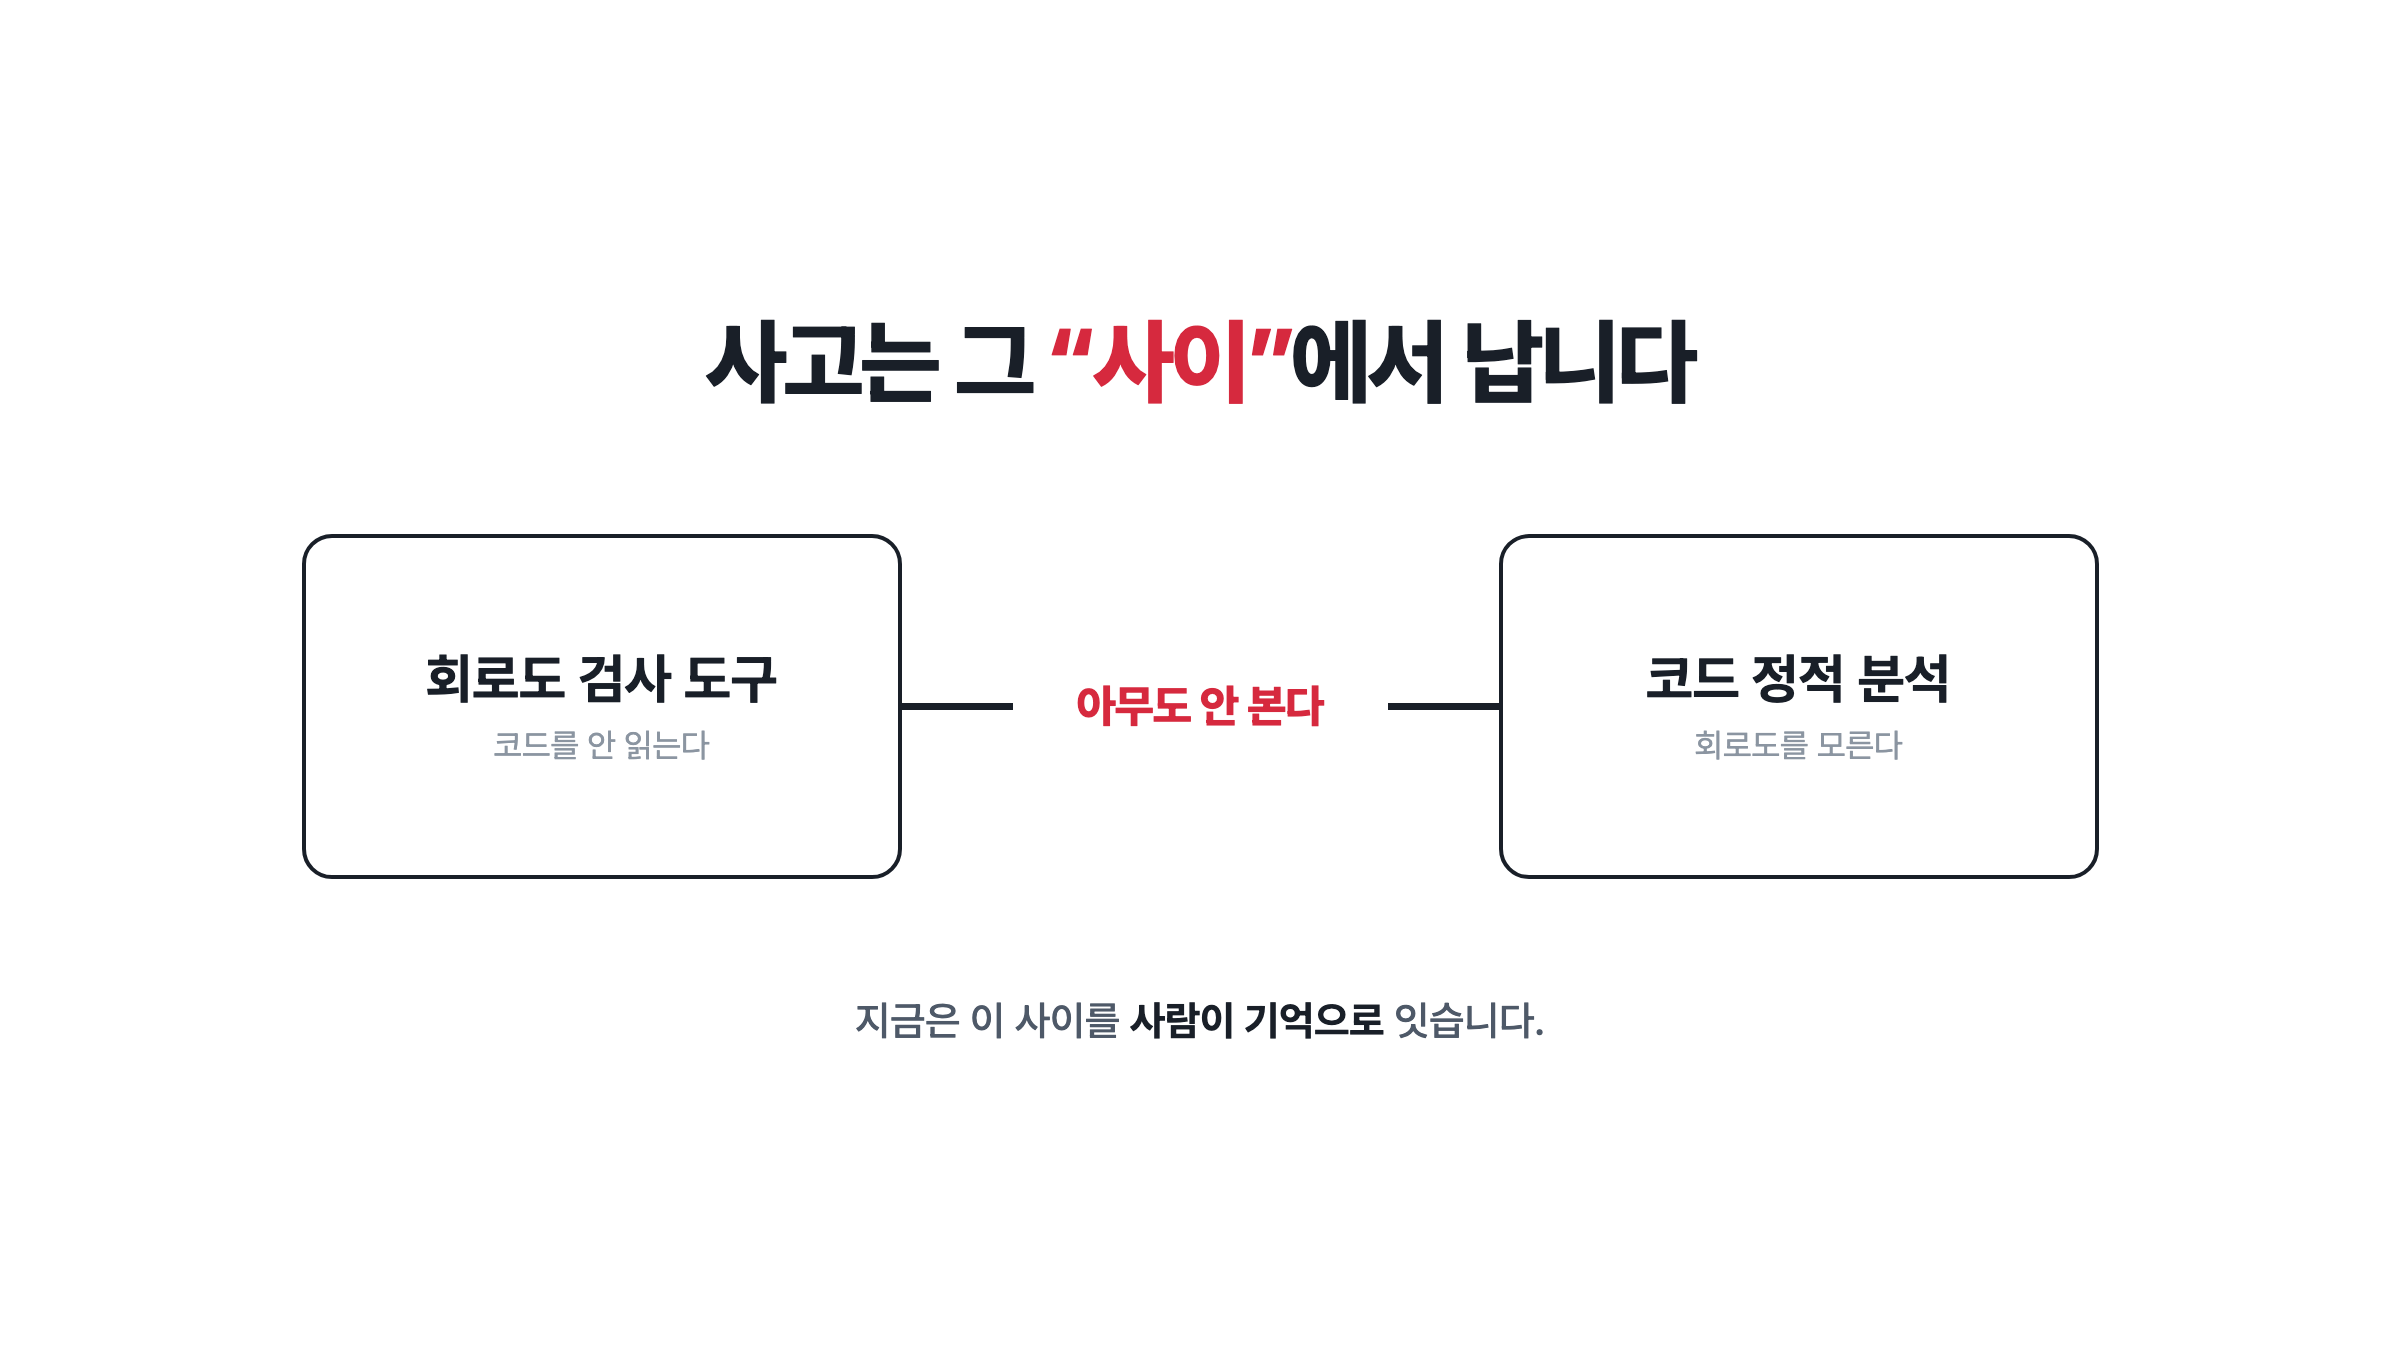 사고는 그 “사이”에서 납니다
회로도 검사 도구
코드를 안 읽는다
아무도 안 본다
코드 정적 분석
회로도를 모른다
지금은 이 사이를 사람이 기억으로 잇습니다.